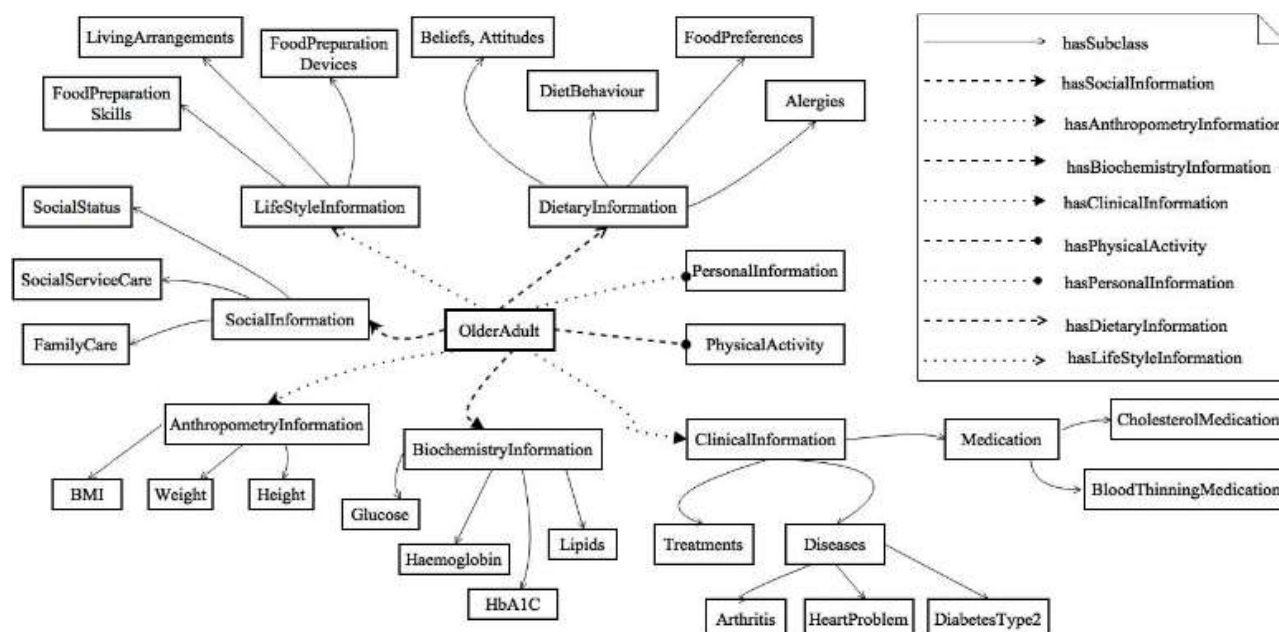 LivingArrangements
FoodPreparation
Devices
Beliefs, Attitudes
FoodPreferences
FoodPreparation
Skills
DietBehaviour
Alergies
SocialStatus
LifeStyleInformation
DietaryInformation
SocialServiceCare
PersonalInformation
SocialInformation
OlderAdult
FamilyCare
PhysicalActivity
AnthropometryInformation
BiochemistryInformation
ClinicalInformation
Medication
CholesterolMedication
BloodThinningMedication
BMI
Weight
Height
Glucose
Haemoglobin
Lipids
HbA1C
Treatments
Diseases
Arthritis
HeartProblem
DiabetesType2
hasSubclass
hasSocialInformation
hasAnthropometryInformation
hasBiochemistryInformation
hasClinicalInformation
hasPhysicalActivity
hasPersonalInformation
hasDietaryInformation
hasLifeStyleInformation